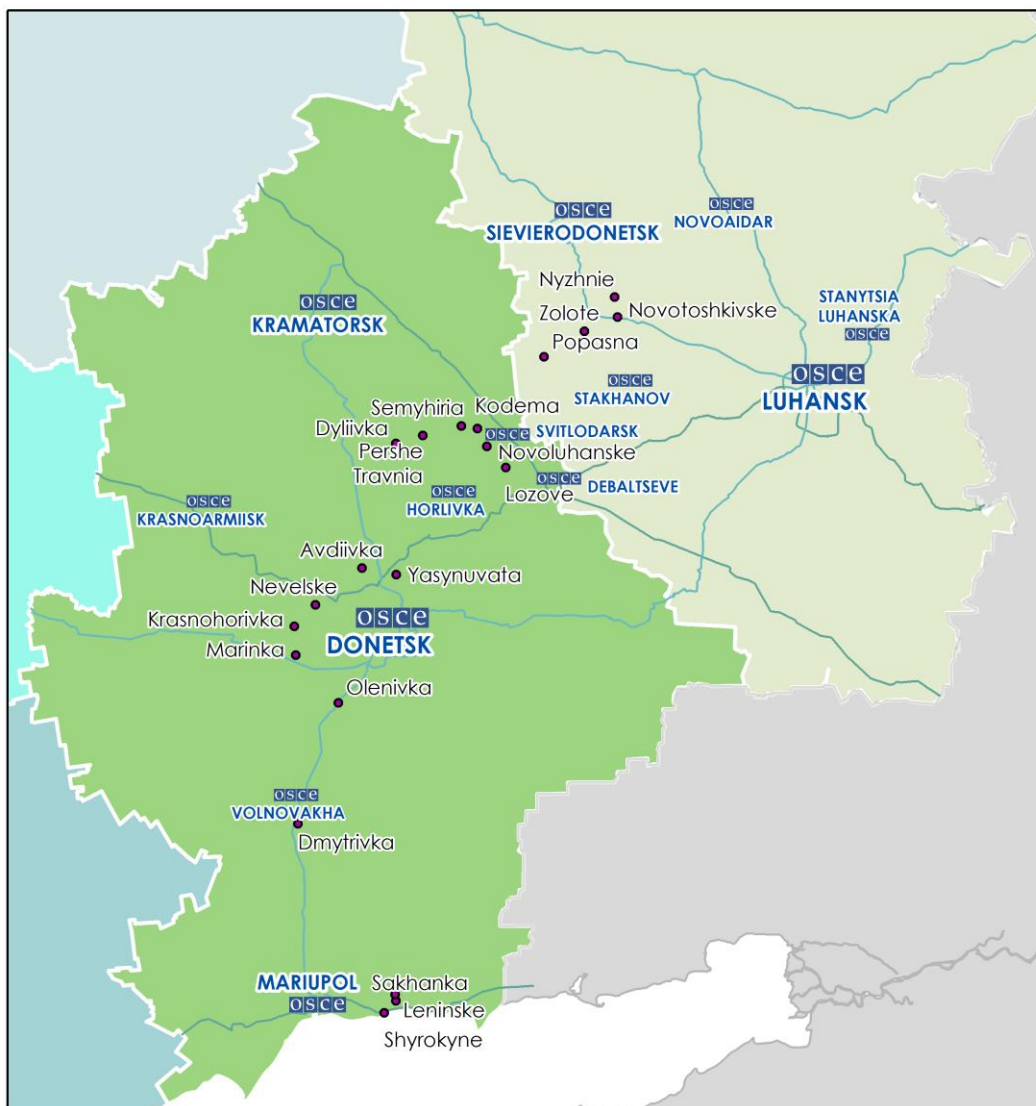 osce
SIEVIERODONETSK
osce
NOVOAIDAR
Nyzhnie
osce
KRAMATORSK
Zolote
Novotoshkivske
STANYTSIA
LUHANSKA
osce
Popasna
osce
STAKHANOV
osce
LUHANSK
Semyhiria
Kodema
Dyliivka
osce
SVITLODARSK
Pershe
Travnia
Novoluhanske
osce
DEBALTSEVE
osce
HORLIVKA
Lozove
osce
KRASNOARMIISK
Avdiivka
Yasynuvata
Nevelske
Krasnohorivka
osce
DONETSK
Marinka
Olenivka
osce
VOLNOVAKHA
Dmytrivka
MARIUPOL
osce
Sakhanka
Leninske
Shyrokyne